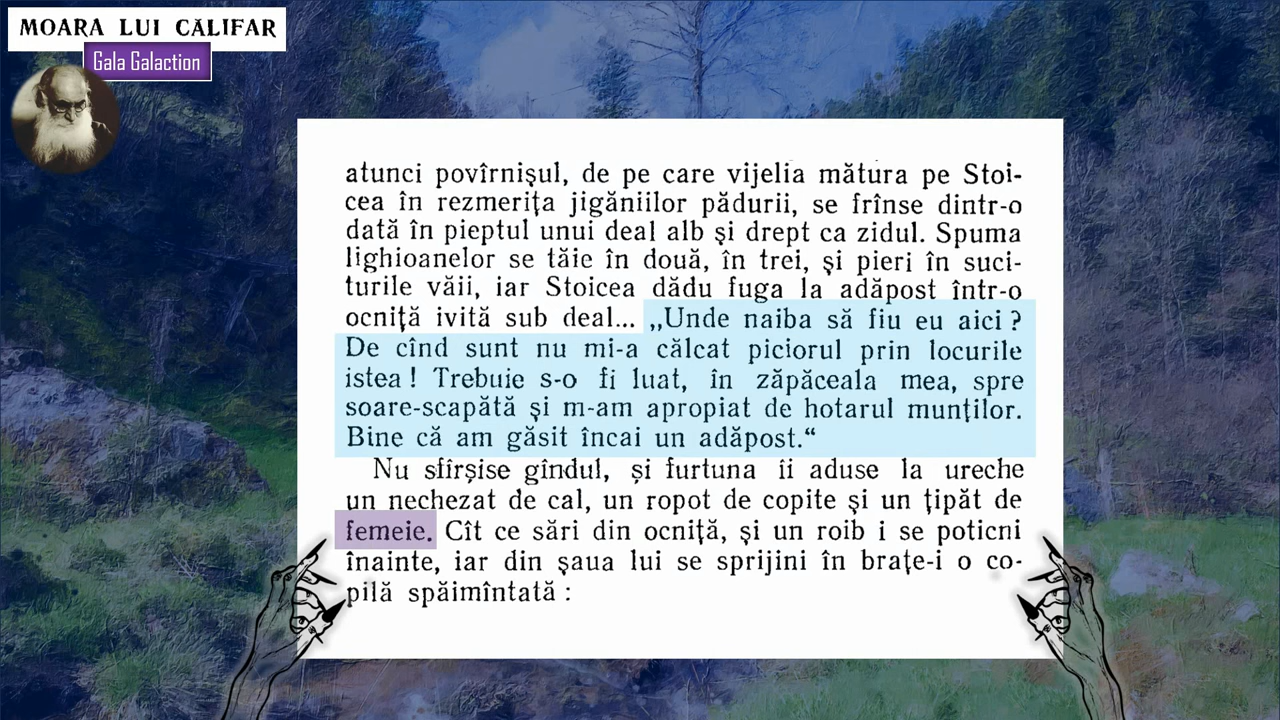 MOARA LUI CĂLIFAR
Gala Galaction
atunci povîrnişul, de pe care vijelia mătura pe Stoi-
cea în rezmeriţa jigăniilor pădurii, se frînse dintr-o
dată în pieptul unui deal alb şi drept ca zidul. Spuma
lighioanelor se tăie în două, în trei, şi pieri în suci-
turile văii, iar Stoicea dădu fuga la adăpost într-o
ocniţă ivită sub deal... „Unde naiba să fiu eu aici ?
De cînd sunt nu mi-a călcat piciorul prin locurile
istea ! Trebuie s-o fi luat, în zăpăceala mea, spre
soare-scapătă şi m-am apropiat de hotarul munţilor.
Bine că am găsit încai un adăpost.“
Nu sfîrşise gîndul, şi furtuna îi aduse la ureche
un nechezat de cal, un ropot de copite şi un ţipăt de
femeie. Cît ce sări din ocniţă, şi un roib i se poticni
înainte, iar din şaua lui se sprijini în braţe-i o co-
pilă spăimîntată :